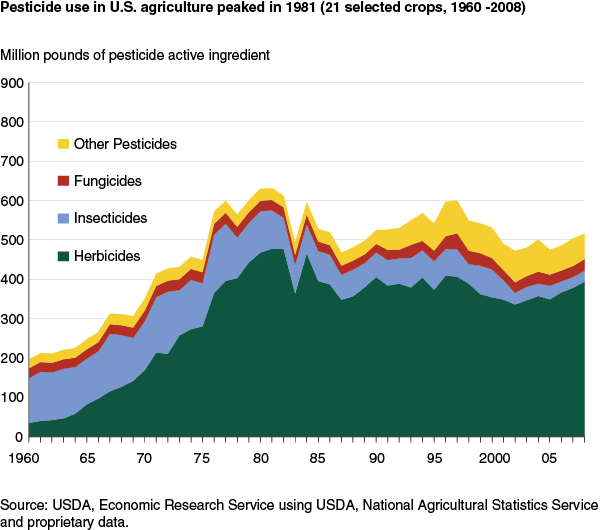 Pesticide use in U.S. agriculture peaked in 1981 (21 selected crops, 1960 -2008)
Million pounds of pesticide active ingredient
900
800
700
600
500
400
300
200
100
0
Other Pesticides
Fungicides
Insecticides
Herbicides
1960 65 70 75 80 85 90 95 2000 05
Source: USDA, Economic Research Service using USDA, National Agricultural Statistics Service
and proprietary data.